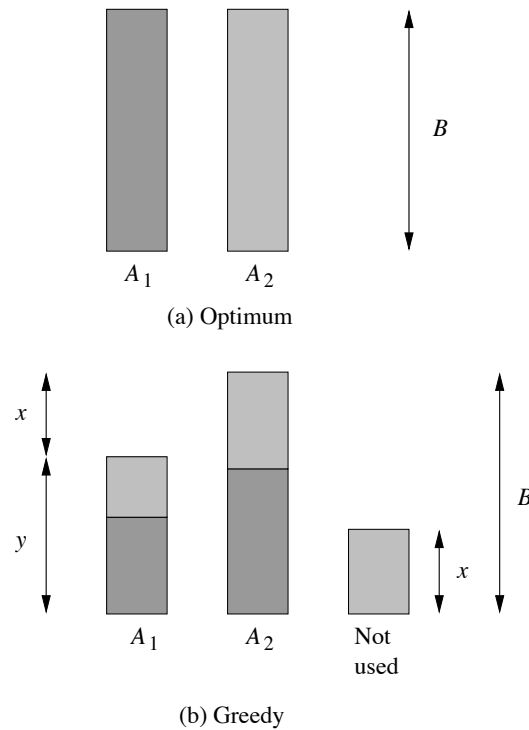 B
A1 A2
(a) Optimum
x
y
B
x
A1 A2 Not
used
(b) Greedy